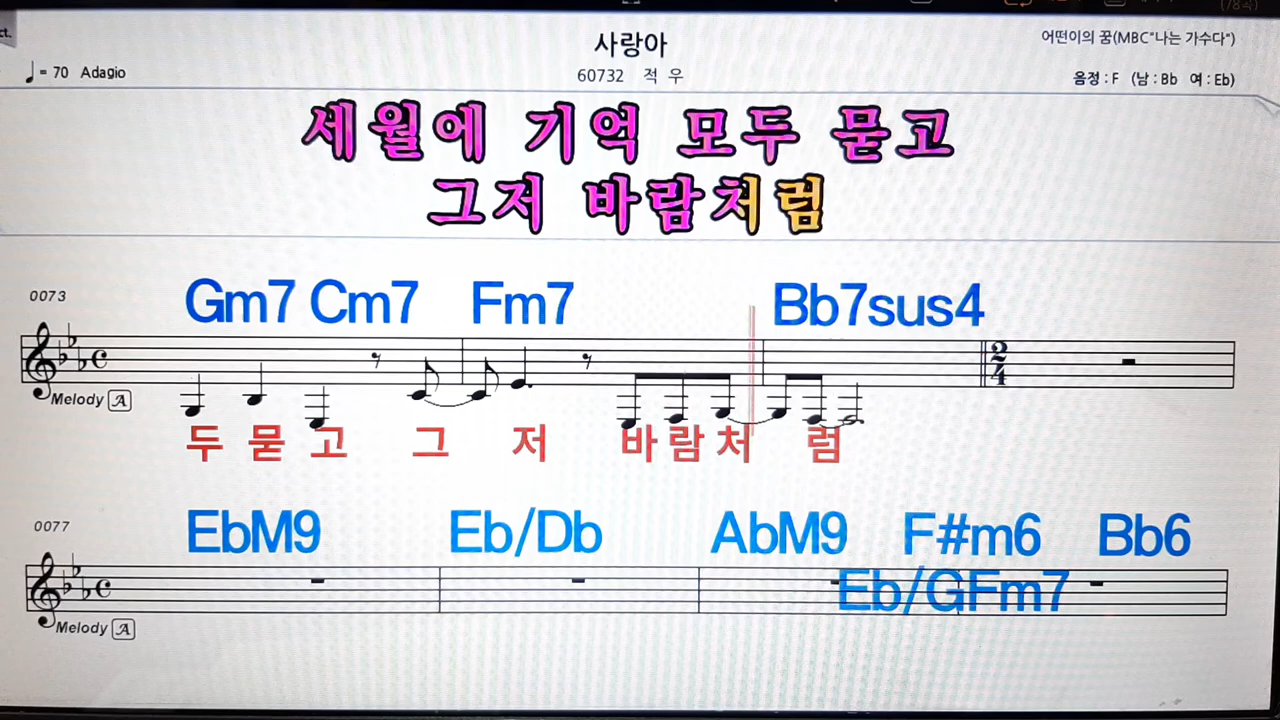 사랑아
어떤이의 꿈(MBC"나는 가수다")
♩= 70 Adagio
60732 적 우
음정 : F (남 : Bb 여 : Eb)
세월에 기억 모두 묻고
그저 바람처럼
0073
Gm7 Cm7 Fm7 Bb7sus4
C 2/4
Melody A
두 묻 고 그 저 바 람 처 럼
0077
EbM9 Eb/Db AbM9 F#m6 Bb6
Eb/G Fm7
C
Melody A